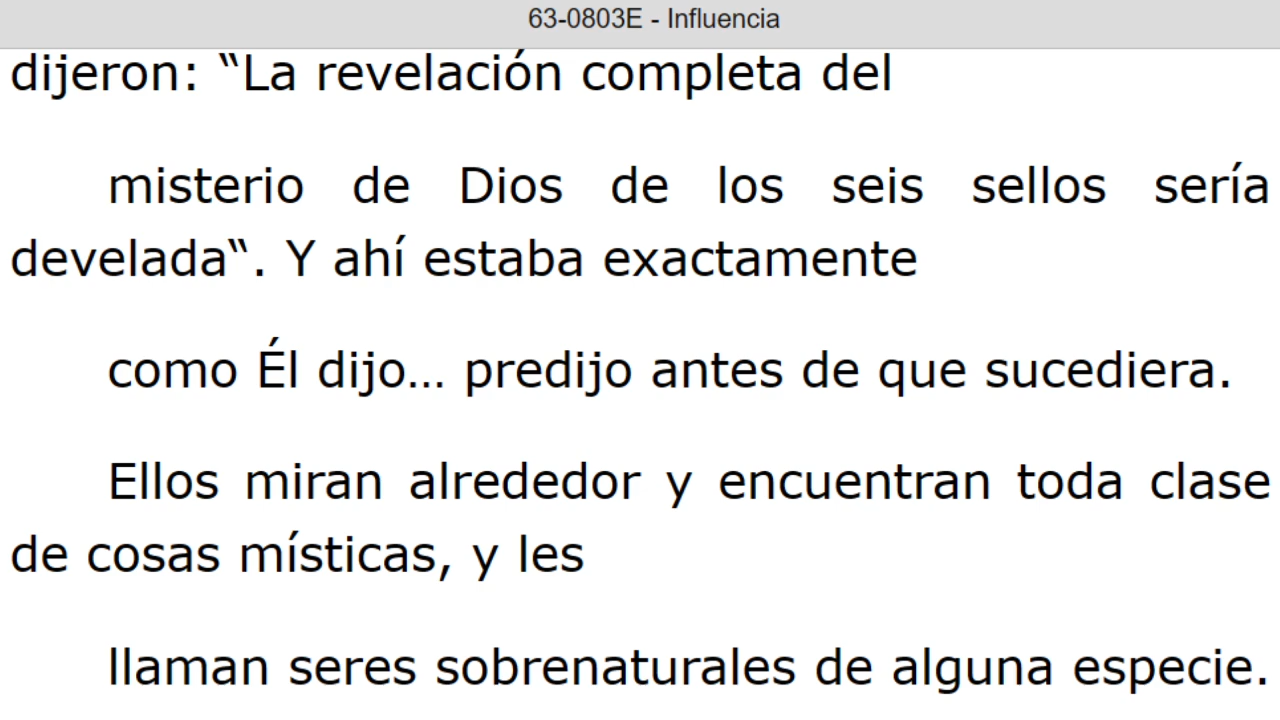 63-0803E - Influencia
dijeron: “La revelación completa del
misterio de Dios de los seis sellos sería
develada“. Y ahí estaba exactamente
como Él dijo… predijo antes de que sucediera.
Ellos miran alrededor y encuentran toda clase
de cosas místicas, y les
llaman seres sobrenaturales de alguna especie.